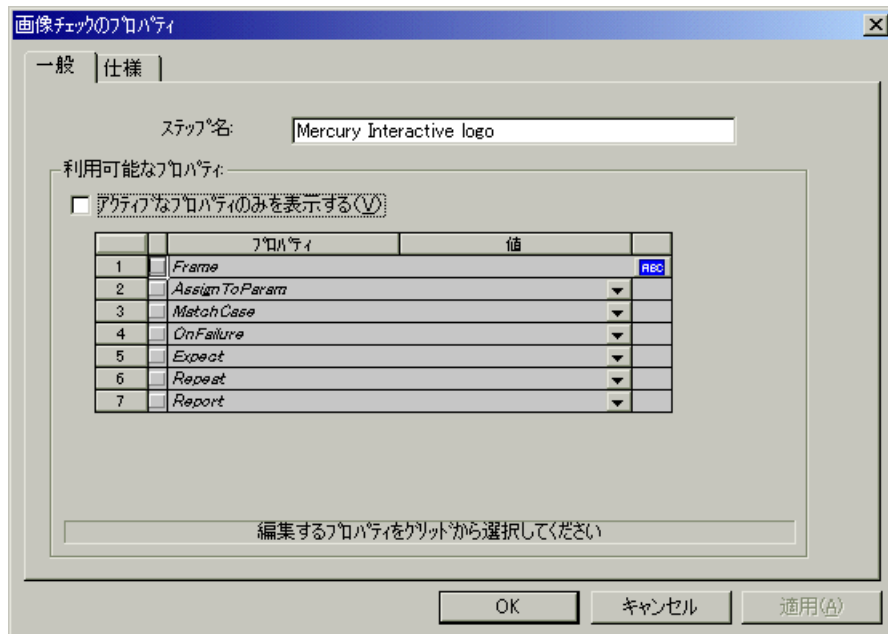 画像チェックのプロパティ
一般 仕様
ステップ名: Mercury Interactive logo
利用可能なプロパティ:
アクティブなプロパティのみを表示する(V)
プロパティ 値
1 Frame ABC
2 AssignToParam
3 MatchCase
4 OnFailure
5 Expect
6 Repeat
7 Report
編集するプロパティをグリッドから選択してください
OK キャンセル 適用(A)